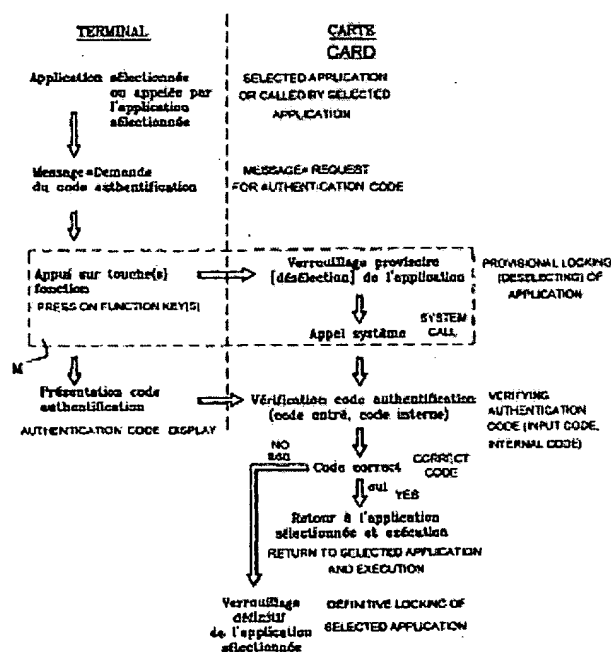 TERMINAL
CARTE
CARD
Application sélectionnée
ou appelée par
l'application
sélectionnée
SELECTED APPLICATION
OR CALLED BY SELECTED
APPLICATION
Message=Demande
du code authentification
MESSAGE= REQUEST
FOR AUTHENTICATION CODE
Appui sur touche(s)
fonction
PRESS ON FUNCTION KEY(S)
Verrouillage provisoire
[désélection] de l'application
PROVISIONAL LOCKING
(DESELECTING) OF
APPLICATION
Appel système
SYSTEM
CALL
M
Présentation code
authentification
AUTHENTICATION CODE DISPLAY
Vérification code authentification
(code entré, code interne)
VERIFYING
AUTHENTICATION
CODE (INPUT CODE,
INTERNAL CODE)
NO
non
Code correct
CORRECT
CODE
oui
YES
Retour à l'application
sélectionnée et exécution
RETURN TO SELECTED APPLICATION
AND EXECUTION
Verrouillage
définitif
de l'application
sélectionnée
DEFINITIVE LOCKING OF
SELECTED APPLICATION